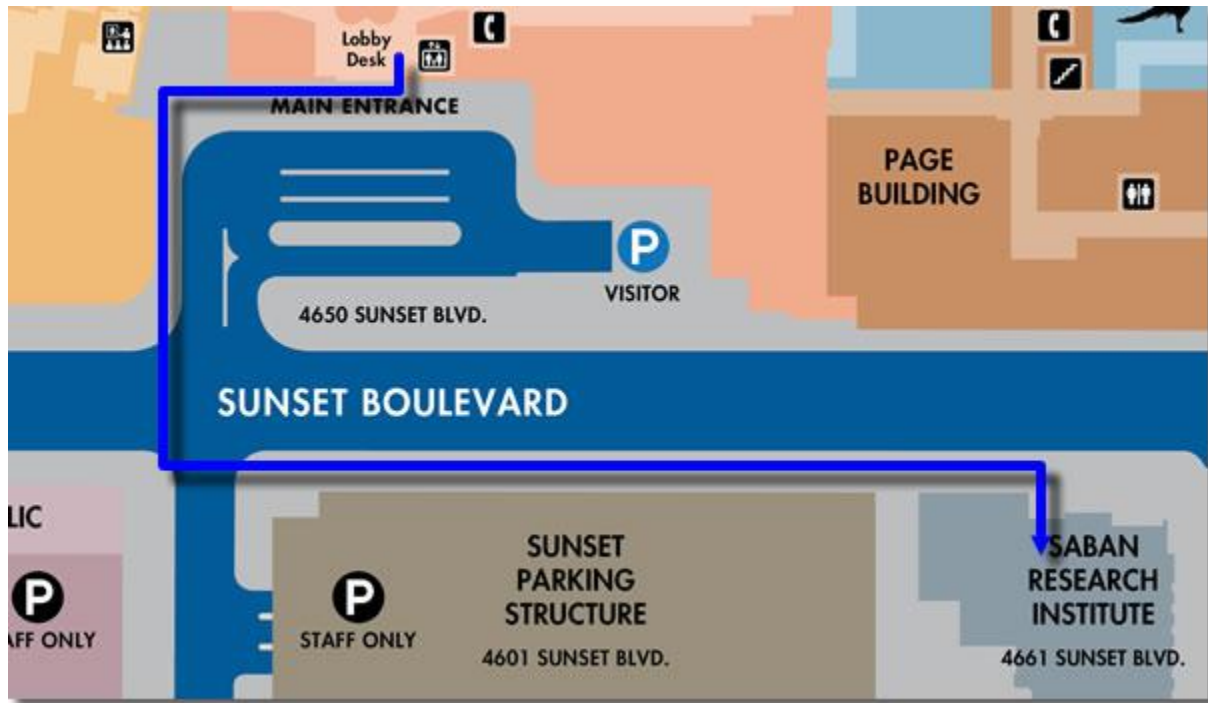 Lobby
Desk
MAIN ENTRANCE
PAGE
BUILDING
P
VISITOR
4650 SUNSET BLVD.
SUNSET BOULEVARD
LIC
P
AFF ONLY
P
STAFF ONLY
SUNSET
PARKING
STRUCTURE
4601 SUNSET BLVD.
SABAN
RESEARCH
INSTITUTE
4661 SUNSET BLVD.